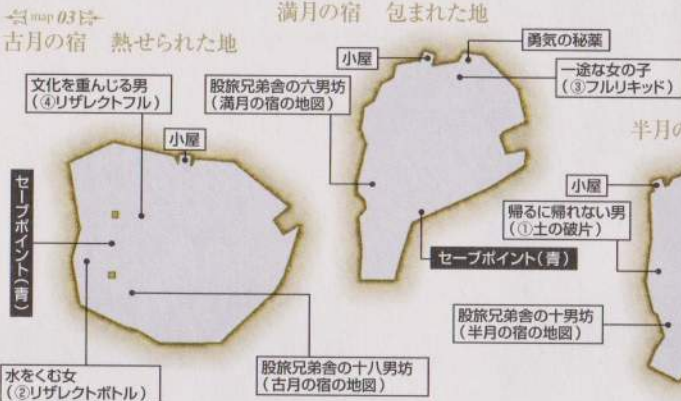 map 03
古月の宿 熱せられた地
文化を重んじる男
(④リザレクトフル)
小屋
セーブポイント(青)
水をくむ女
(②リザレクトボトル)
股旅兄弟舎の十八男坊
(古月の宿の地図)
満月の宿 包まれた地
小屋
勇気の秘薬
一途な女の子
(③フルリキッド)
股旅兄弟舎の六男坊
(満月の宿の地図)
セーブポイント(青)
半月の
小屋
帰るに帰れない男
(①土の破片)
股旅兄弟舎の十男坊
(半月の宿の地図)